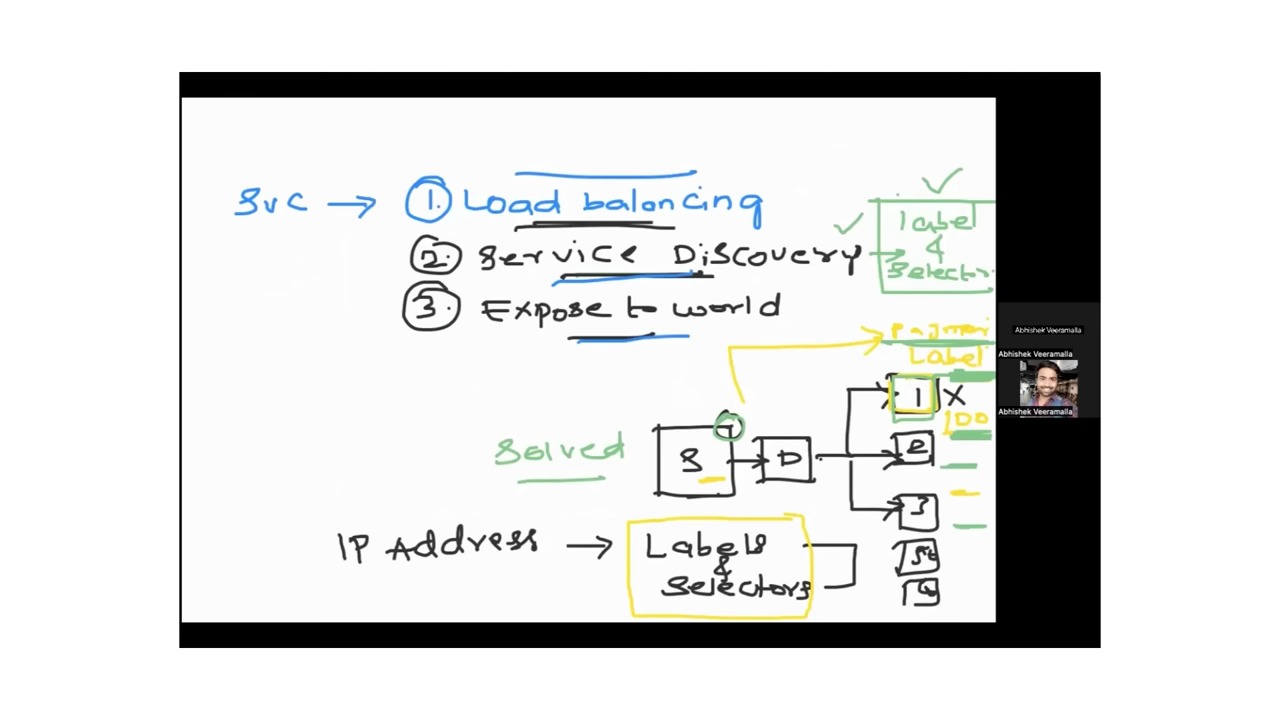 SvC → 1. Load balancing
2. Service Discovery →
3. Expose to world
label
&
Selector
Label
1 X
100
Solved
S → D
2
3
IP Address → Labels
&
Selectors
Abhishek Veeramalla
Abhishek Veeramalla
Abhishek Veeramalla